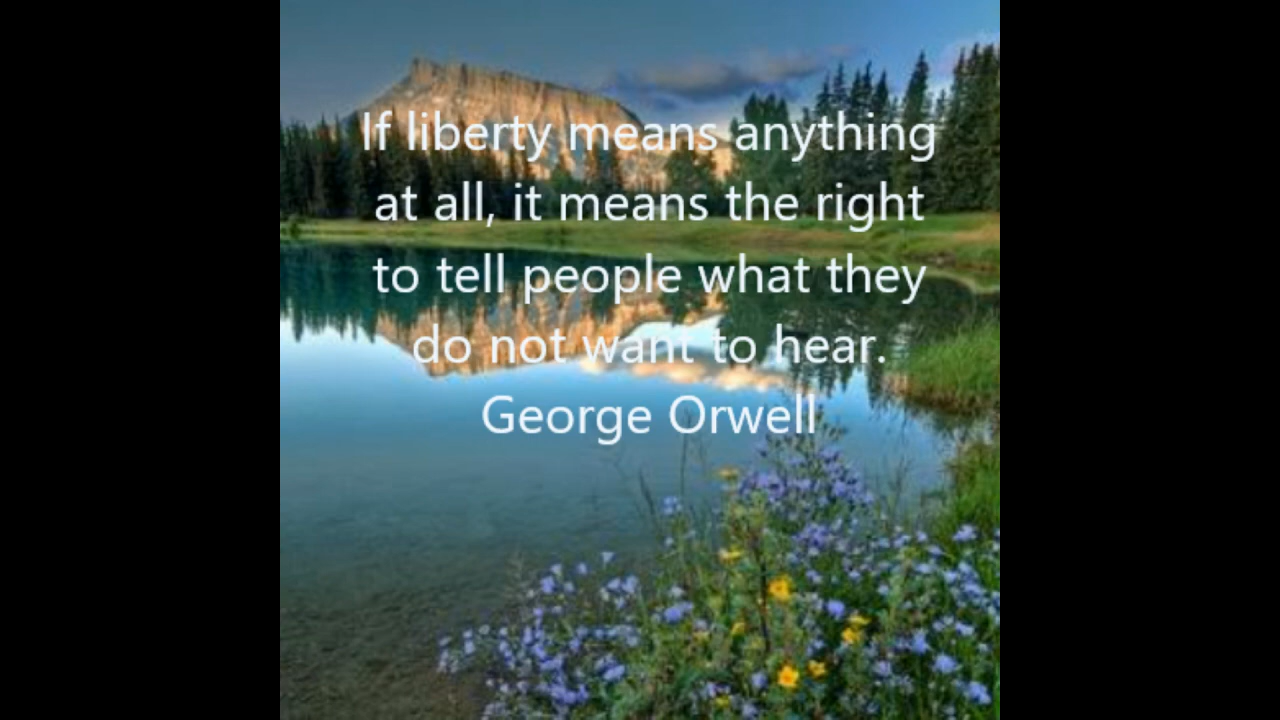 If liberty means anything
at all, it means the right
to tell people what they
do not want to hear.
George Orwell